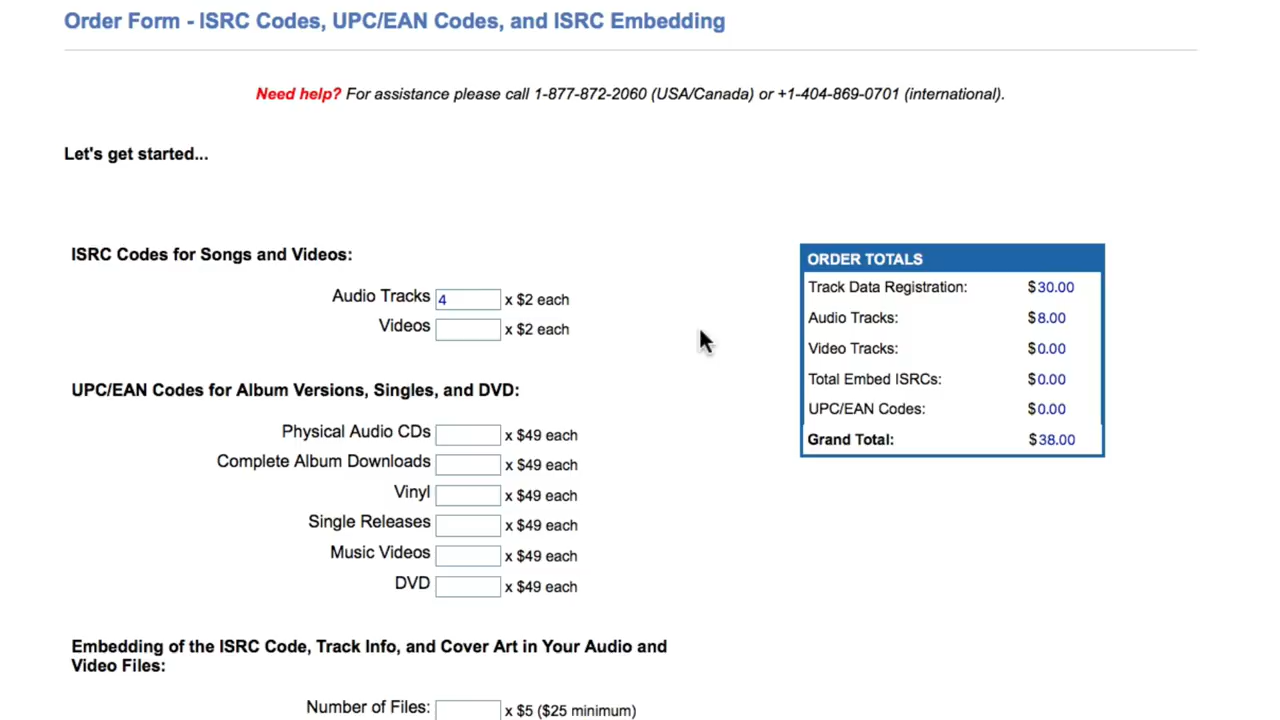 Order Form - ISRC Codes, UPC/EAN Codes, and ISRC Embedding
Need help? For assistance please call 1-877-872-2060 (USA/Canada) or +1-404-869-0701 (international).
Let's get started...
ISRC Codes for Songs and Videos:
Audio Tracks 4 x $2 each
Videos x $2 each
UPC/EAN Codes for Album Versions, Singles, and DVD:
Physical Audio CDs x $49 each
Complete Album Downloads x $49 each
Vinyl x $49 each
Single Releases x $49 each
Music Videos x $49 each
DVD x $49 each
Embedding of the ISRC Code, Track Info, and Cover Art in Your Audio and
Video Files:
Number of Files: x $5 ($25 minimum)
ORDER TOTALS
Track Data Registration: $30.00
Audio Tracks: $8.00
Video Tracks: $0.00
Total Embed ISRCs: $0.00
UPC/EAN Codes: $0.00
Grand Total: $38.00